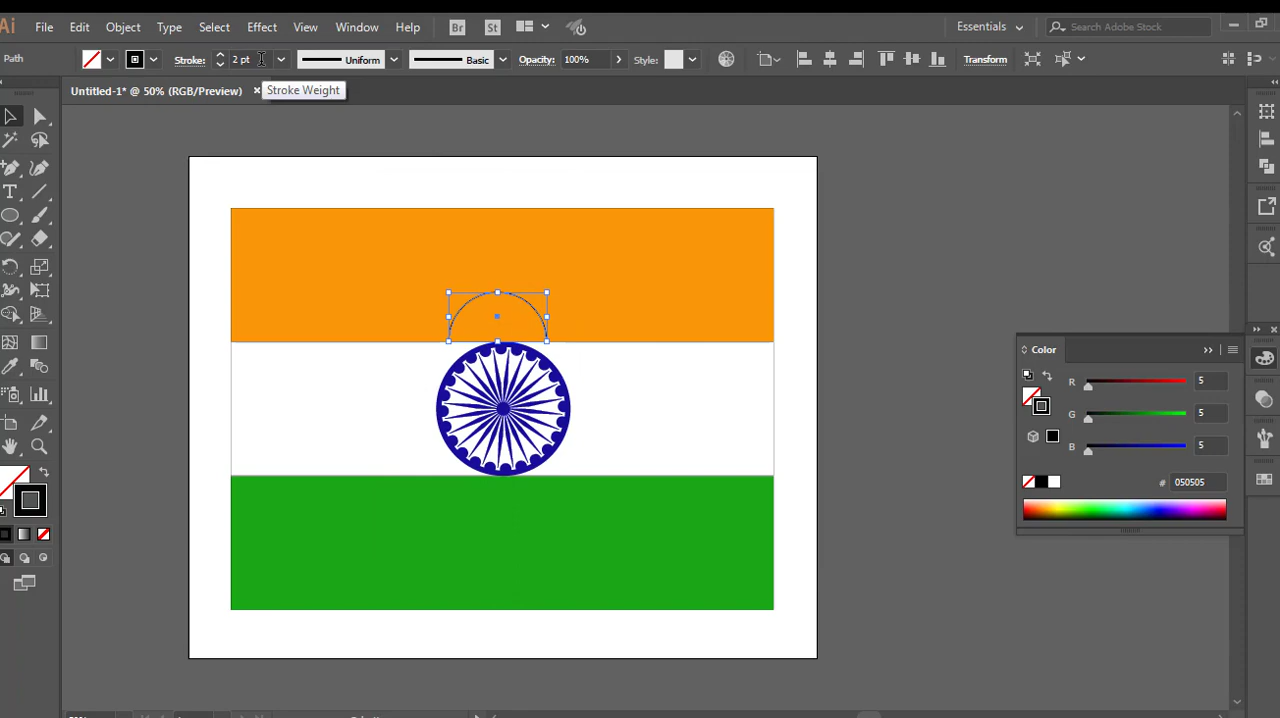 Ai File Edit Object Type Select Effect View Window Help Br St Essentials Search Adobe Stock
Path Stroke: 2 pt Uniform Basic Opacity: 100% Style: Transform
Untitled-1* @ 50% (RGB/Preview) × Stroke Weight
Color
R 5
G 5
B 5
# 050505